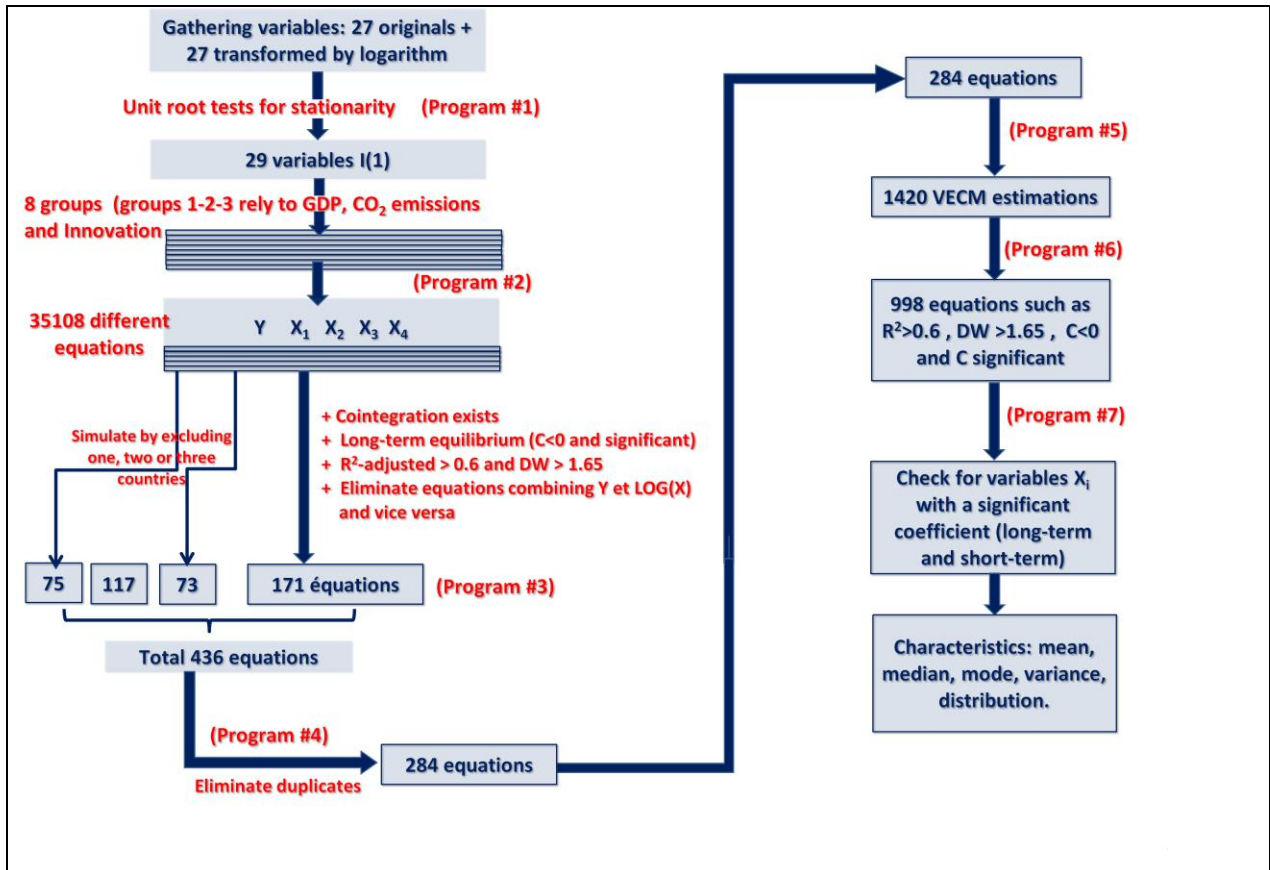 Gathering variables: 27 originals +
27 transformed by logarithm
Unit root tests for stationarity (Program #1)
29 variables I(1)
8 groups (groups 1-2-3 rely to GDP, CO₂ emissions
and Innovation
(Program #2)
35108 different
equations
Y X₁ X₂ X₃ X₄
Simulate by excluding
one, two or three
countries
+ Cointegration exists
+ Long-term equilibrium (C<0 and significant)
+ R²-adjusted > 0.6 and DW > 1.65
+ Eliminate equations combining Y et LOG(X)
and vice versa
75 117 73 171 équations (Program #3)
Total 436 equations
(Program #4)
Eliminate duplicates
284 equations
284 equations
(Program #5)
1420 VECM estimations
(Program #6)
998 equations such as
R²>0.6 , DW >1.65 , C<0
and C significant
(Program #7)
Check for variables Xᵢ
with a significant
coefficient (long-term
and short-term)
Characteristics: mean,
median, mode, variance,
distribution.